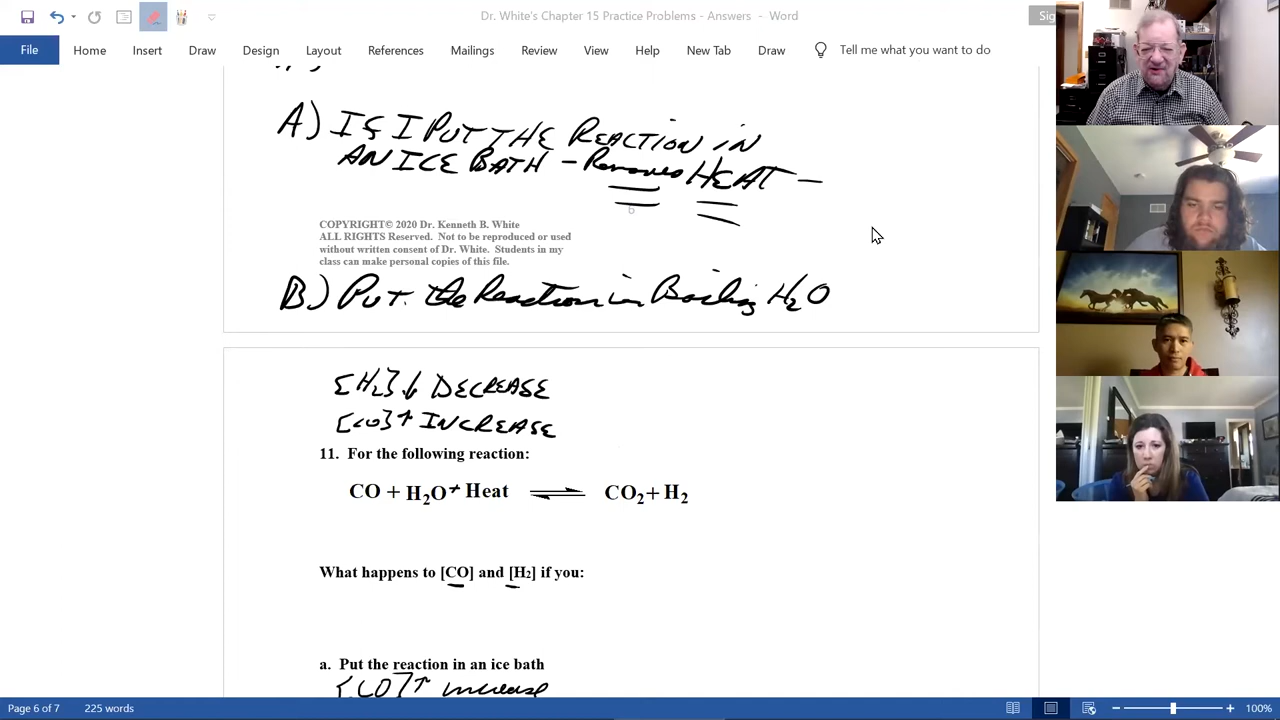 Dr. White's Chapter 15 Practice Problems - Answers - Word
Sig
File Home Insert Draw Design Layout References Mailings Review View Help New Tab Draw Tell me what you want to do
A) IF I PUT THE REACTION IN
AN ICE BATH - Removes HEAT -
COPYRIGHT© 2020 Dr. Kenneth B. White
ALL RIGHTS Reserved. Not to be reproduced or used
without written consent of Dr. White. Students in my
class can make personal copies of this file.
B.) Put the Reaction in Boiling H₂O
[H₂]↓ DECREASE
[CO]↑ INCREASE
11. For the following reaction:
CO + H₂O + Heat ⇌ CO₂ + H₂
What happens to [CO] and [H₂] if you:
a. Put the reaction in an ice bath
[CO]↑ increase
Page 6 of 7 225 words 100%